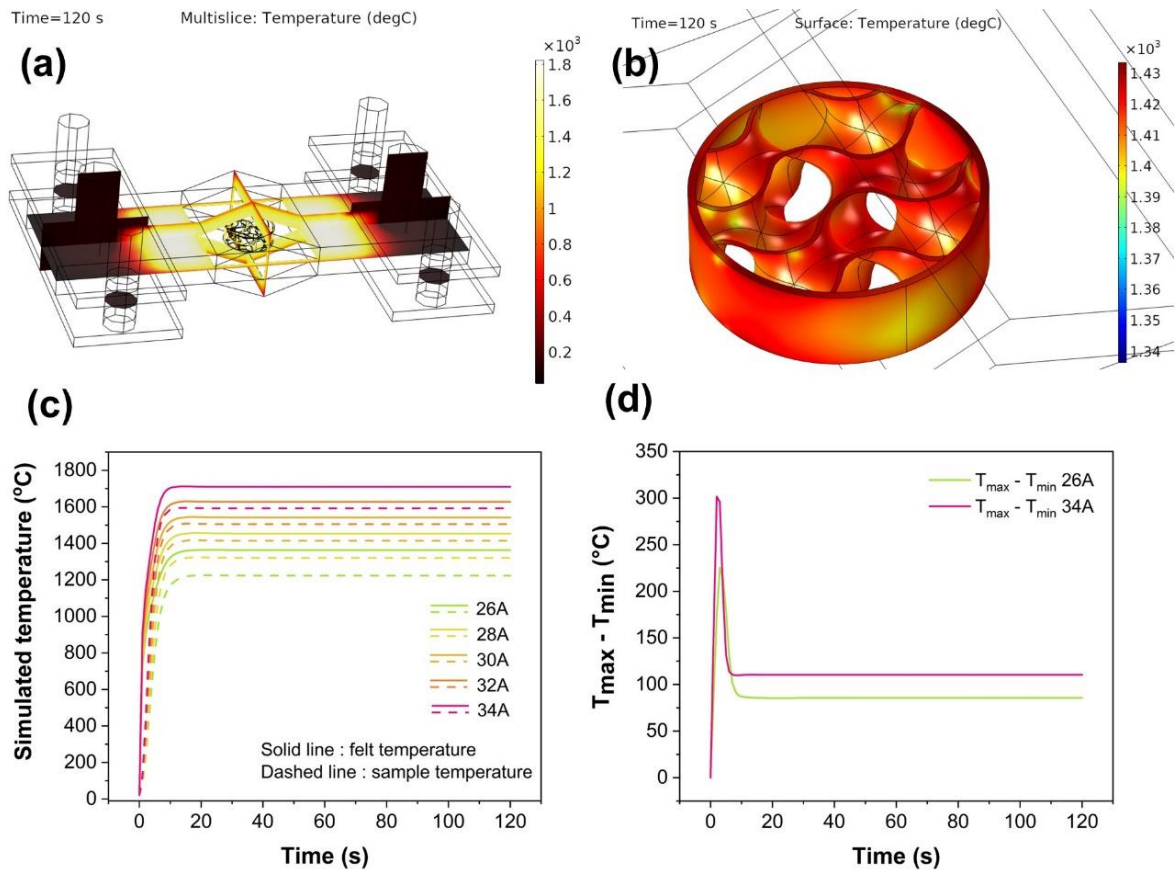 Time=120 s
Multislice: Temperature (degC)
(a)
×10³
1.8
1.6
1.4
1.2
1
0.8
0.6
0.4
0.2
Time=120 s
Surface: Temperature (degC)
(b)
×10³
1.43
1.42
1.41
1.4
1.39
1.38
1.37
1.36
1.35
1.34
(c)
Simulated temperature (°C)
1800
1600
1400
1200
1000
800
600
400
200
0
26A
28A
30A
32A
34A
Solid line : felt temperature
Dashed line : sample temperature
0 20 40 60 80 100 120
Time (s)
(d)
Tmax - Tmin (°C)
350
300
250
200
150
100
50
0
Tmax - Tmin 26A
Tmax - Tmin 34A
0 20 40 60 80 100 120
Time (s)